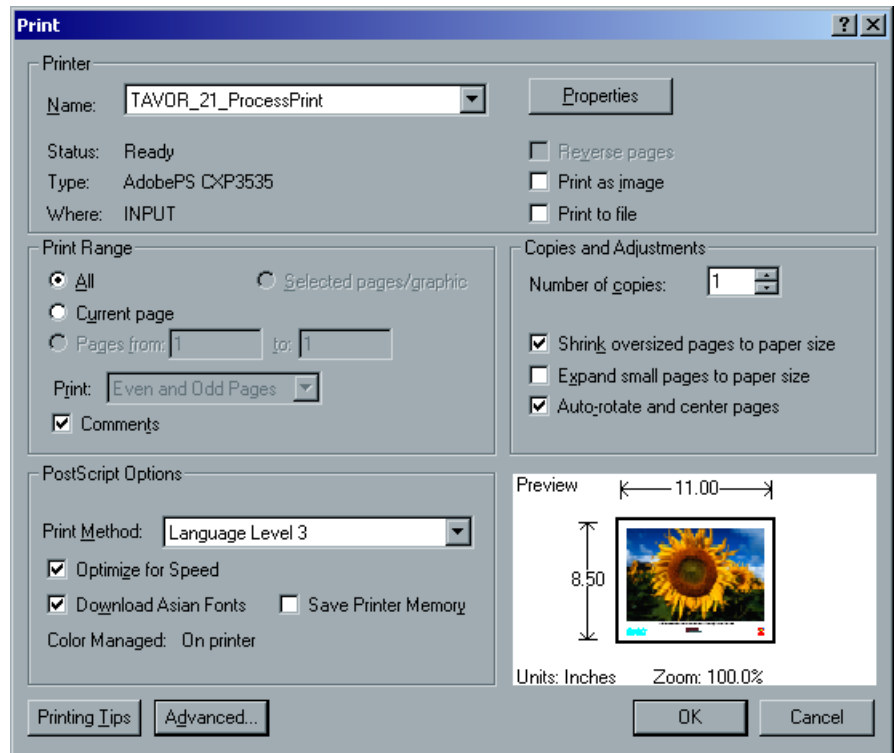 Print
Printer
Name: TAVOR_21_ProcessPrint
Properties
Status: Ready
Type: AdobePS CXP3535
Where: INPUT
Reverse pages
Print as image
Print to file
Print Range
All
Selected pages/graphic
Current page
Pages from: 1 to: 1
Print: Even and Odd Pages
Comments
Copies and Adjustments
Number of copies: 1
Shrink oversized pages to paper size
Expand small pages to paper size
Auto-rotate and center pages
PostScript Options
Print Method: Language Level 3
Optimize for Speed
Download Asian Fonts
Save Printer Memory
Color Managed: On printer
Preview
11.00
8.50
Units: Inches Zoom: 100.0%
Printing Tips
Advanced...
OK
Cancel